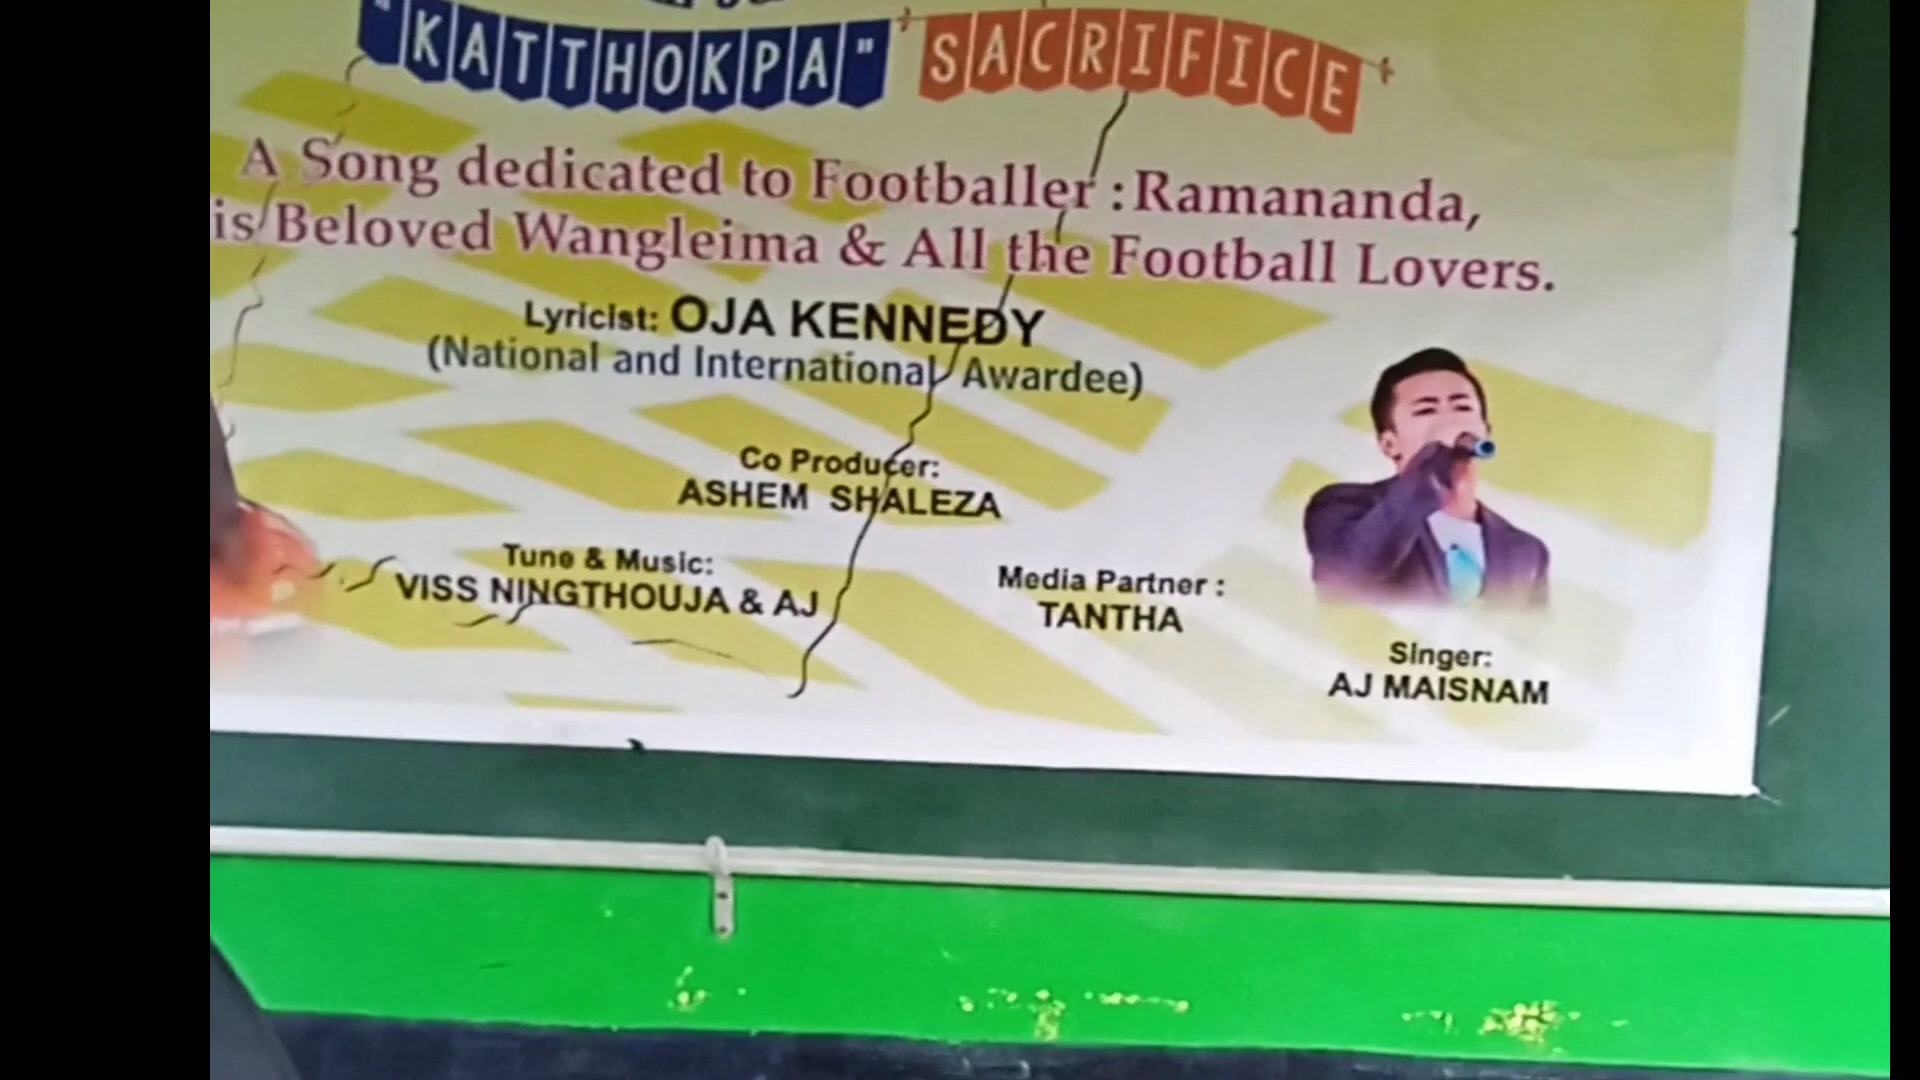 "KATTHOKPA" SACRIFICE
A Song dedicated to Footballer : Ramananda,
is Beloved Wangleima & All the Football Lovers.
Lyricist: OJA KENNEDY
(National and International Awardee)
Co Producer:
ASHEM SHALEZA
Tune & Music:
VISS NINGTHOUJA & AJ
Media Partner :
TANTHA
Singer:
AJ MAISNAM